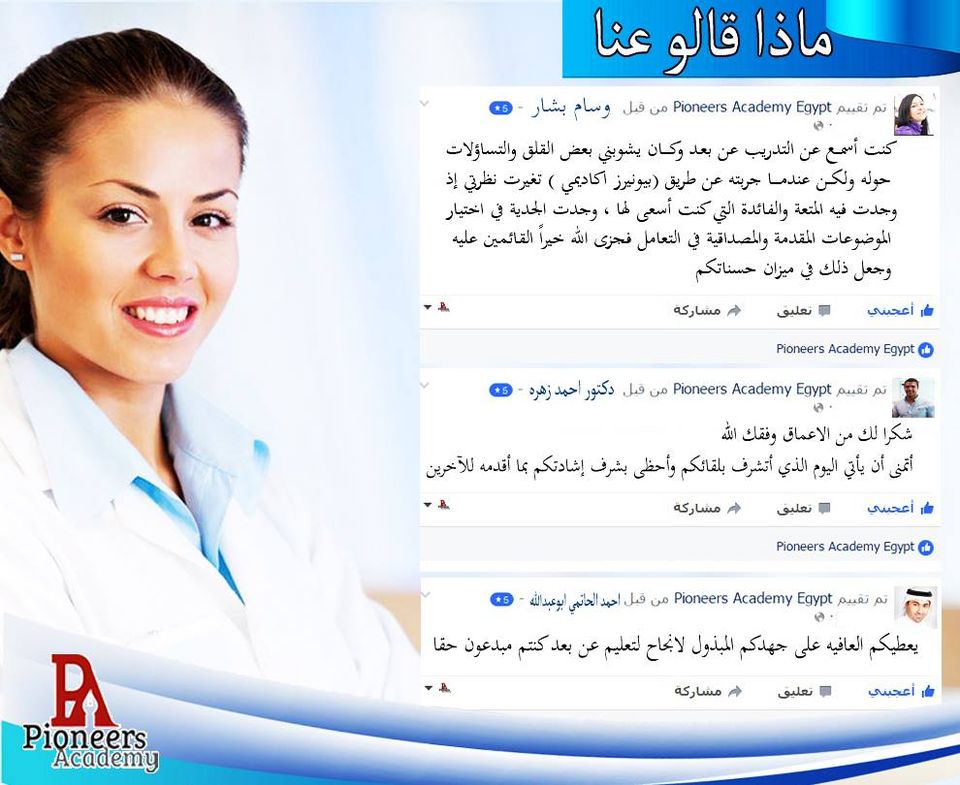 ماذا قالو عنا
تم تقييم Pioneers Academy Egypt من قبل وسام بشار - 5★
كنت أسمع عن التدريب عن بعد وكان يشوبني بعض القلق والتساؤلات
حوله ولكن عندما جربته عن طريق (بيونيرز اكاديمي ) تغيرت نظرتي إذ
وجدت فيه المتعة والفائدة التي كنت أسعى لها ، وجدت الجدية في اختيار
الموضوعات المقدمة والمصداقية في التعامل فجزى الله خيراً القائمين عليه
وجعل ذلك في ميزان حسناتكم
أعجبني تعليق مشاركة
Pioneers Academy Egypt
تم تقييم Pioneers Academy Egypt من قبل دكتور احمد زهره - 5★
شكرا لك من الاعماق وفقك الله
أتمنى أن يأتي اليوم الذي أتشرف بلقائكم وأحظى بشرف إشادتكم بما أقدمه للآخرين
أعجبني تعليق مشاركة
Pioneers Academy Egypt
تم تقييم Pioneers Academy Egypt من قبل احمد الحاتمي ابوعبدالله - 5★
يعطيكم العافيه على جهدكم المبذول لانجاح لتعليم عن بعد كنتم مبدعون حقا
أعجبني تعليق مشاركة
PA
Pioneers
Academy